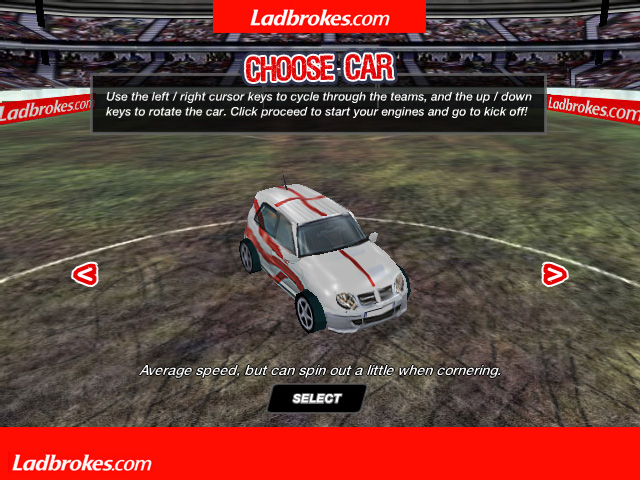 Ladbrokes.com
CHOOSE CAR
Use the left / right cursor keys to cycle through the teams, and the up / down
keys to rotate the car. Click proceed to start your engines and go to kick off!
Ladbrokes.com
Ladbrokes.com
<
>
Average speed, but can spin out a little when cornering.
SELECT
Ladbrokes.com